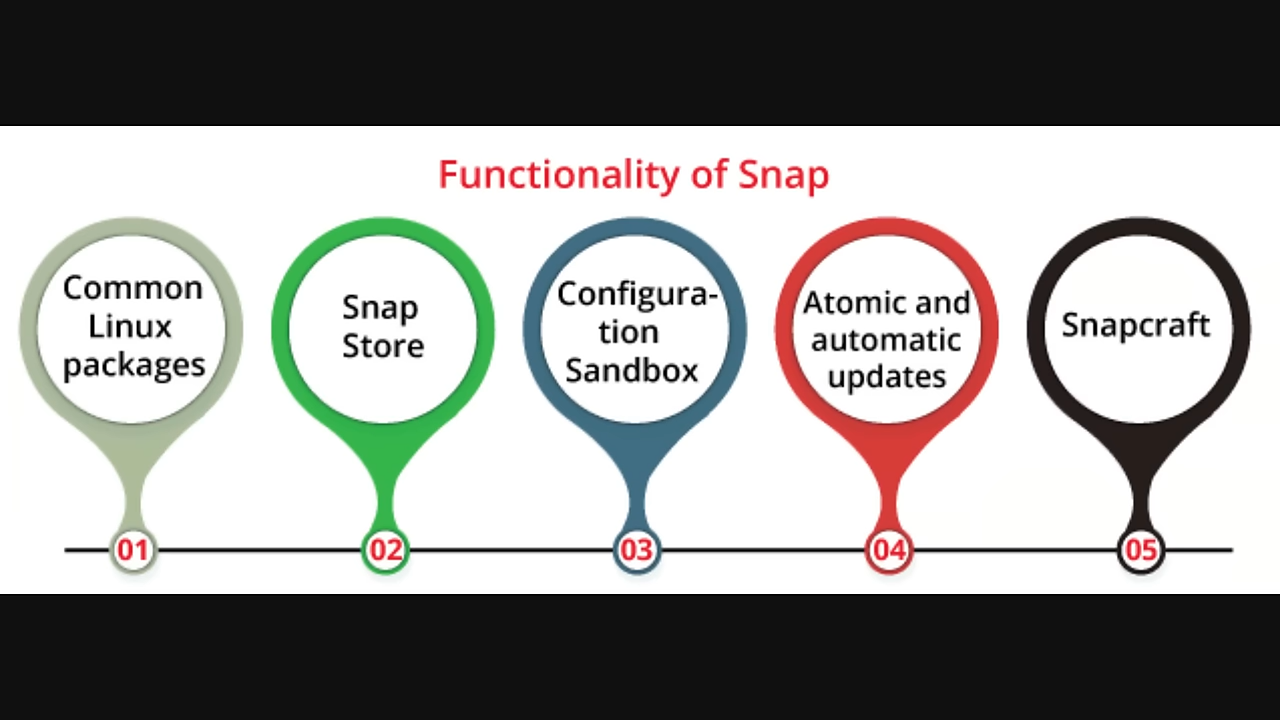 Functionality of Snap
Common
Linux
packages
Snap
Store
Configura-
tion
Sandbox
Atomic and
automatic
updates
Snapcraft
01
02
03
04
05